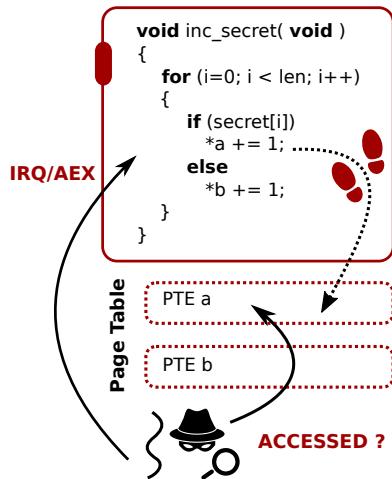 void inc_secret( void )
{
for (i=0; i < len; i++)
{
if (secret[i])
*a += 1;
else
*b += 1;
}
}
IRQ/AEX
Page Table
PTE a
PTE b
ACCESSED ?